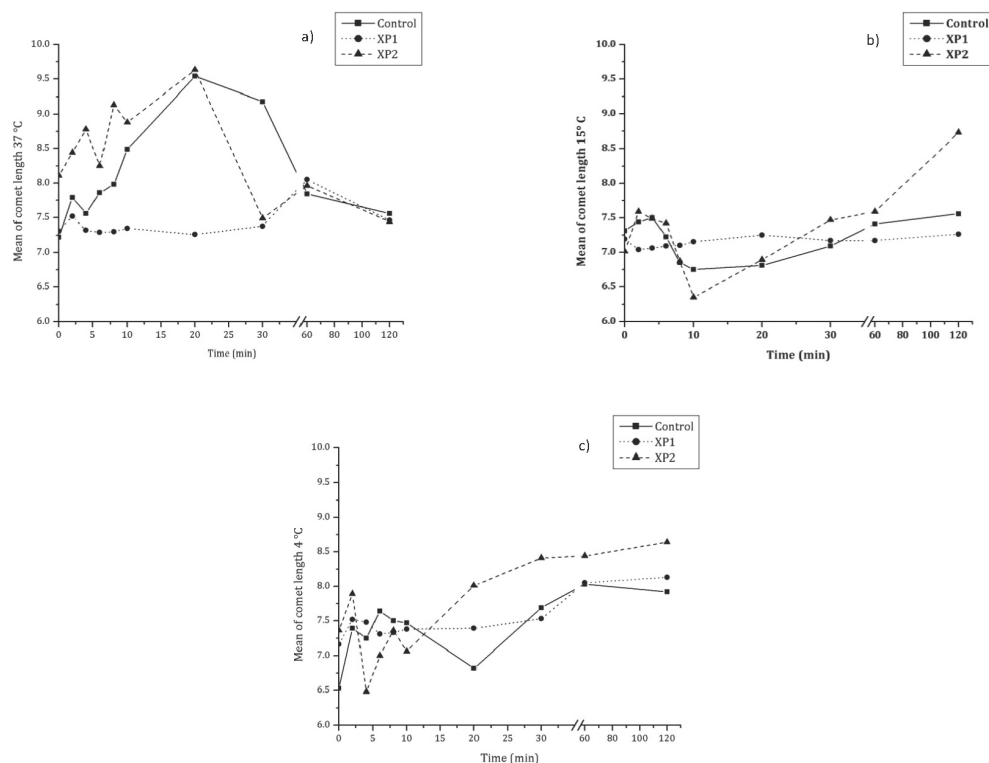 a)
Control
XP1
XP2
Mean of comet length 37 °C
10.0
9.5
9.0
8.5
8.0
7.5
7.0
6.5
6.0
0 5 10 15 20 25 30 60 80 100 120
Time (min)
b)
Control
XP1
XP2
Mean of comet length 15° C
10.0
9.5
9.0
8.5
8.0
7.5
7.0
6.5
6.0
0 10 20 30 60 80 100 120
Time (min)
c)
Control
XP1
XP2
Mean of comet length 4 °C
10.0
9.5
9.0
8.5
8.0
7.5
7.0
6.5
6.0
0 5 10 15 20 25 30 60 80 100 120
Time (min)